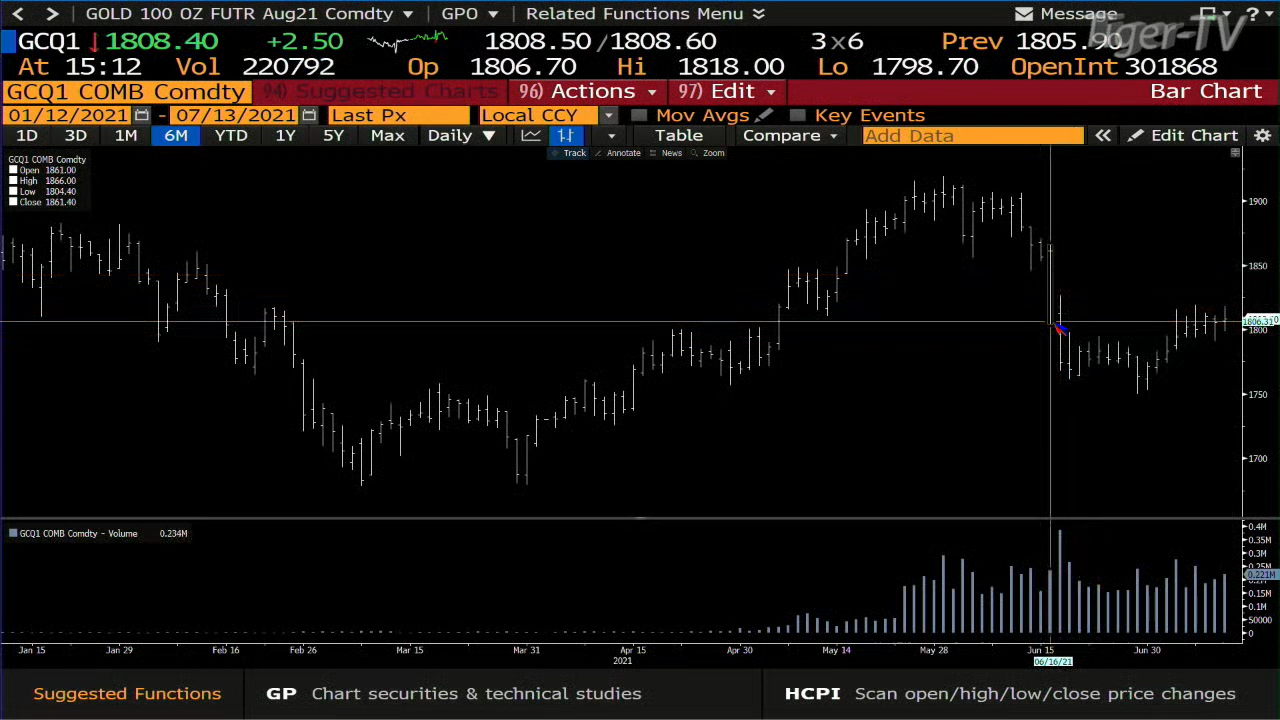 GOLD 100 OZ FUTR Aug21 Comdty GPO Related Functions Menu Message ?
GCQ1 1808.40 +2.50 1808.50/1808.60 3x6 Prev 1805.90
Tiger-TV
At 15:12 Vol 220792 Op 1806.70 Hi 1818.00 Lo 1798.70 OpenInt 301868
GCQ1 COMB Comdty 94) Suggested Charts 96) Actions 97) Edit Bar Chart
01/12/2021 - 07/13/2021 Last Px Local CCY Mov Avgs Key Events
1D 3D 1M 6M YTD 1Y 5Y Max Daily Table Compare Add Data Edit Chart
Track Annotate News Zoom
GCQ1 COMB Comdty
Open 1861.00
High 1866.00
Low 1804.40
Close 1861.40
1900
1850
1806.31
1800
1750
1700
GCQ1 COMB Comdty - Volume 0.234M
0.4M
0.35M
0.3M
0.25M
0.221M
0.15M
0.1M
50000
0
Jan 15 Jan 29 Feb 16 Feb 26 Mar 15 Mar 31 Apr 15 Apr 30 May 14 May 28 Jun 15 Jun 30
2021
06/16/21
Suggested Functions GP Chart securities & technical studies HCPI Scan open/high/low/close price changes